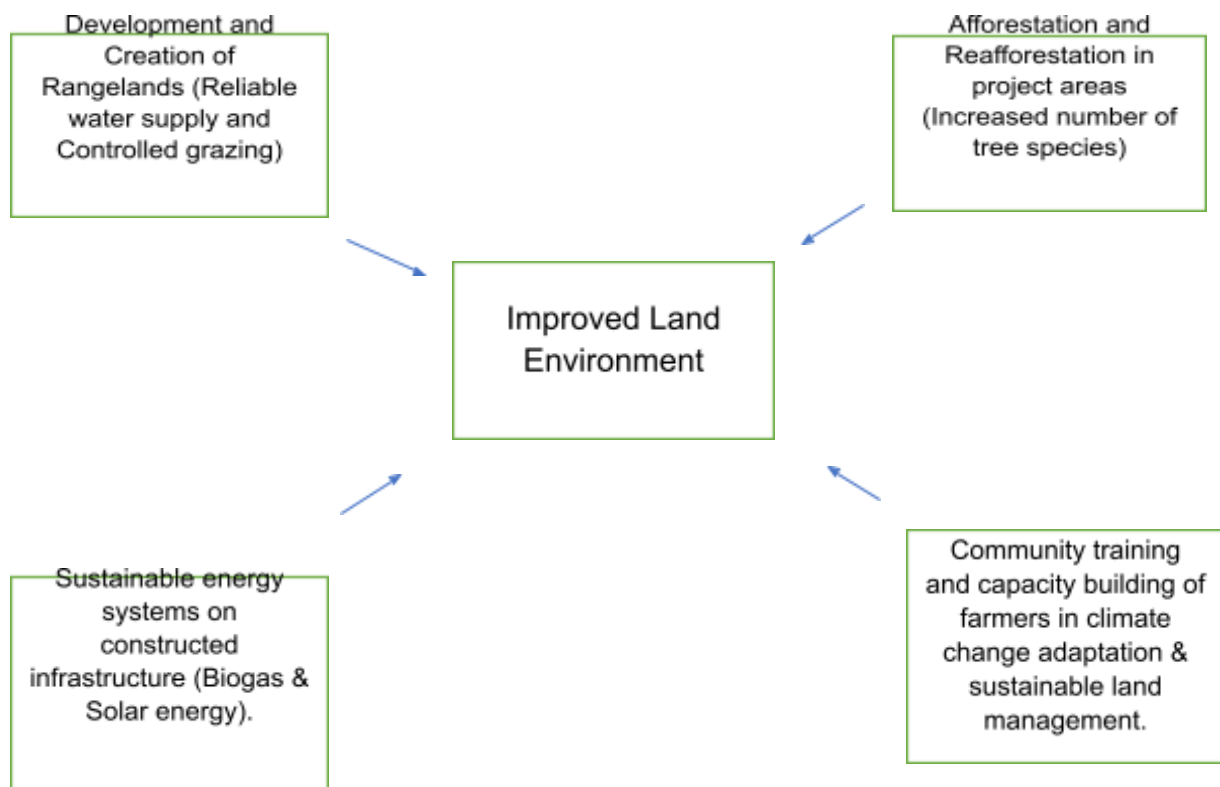 Development and
Creation of
Rangelands (Reliable
water supply and
Controlled grazing)
Afforestation and
Reafforestation in
project areas
(Increased number of
tree species)
Improved Land
Environment
Sustainable energy
systems on
constructed
infrastructure (Biogas &
Solar energy).
Community training
and capacity building of
farmers in climate
change adaptation &
sustainable land
management.